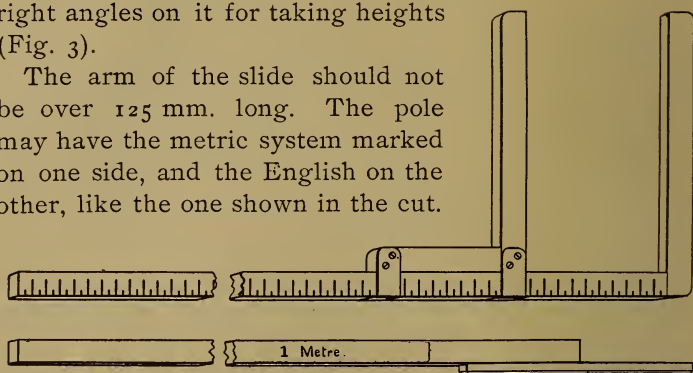 right angles on it for taking heights
(Fig. 3).
The arm of the slide should not
be over 125 mm. long. The pole
may have the metric system marked
on one side, and the English on the
other, like the one shown in the cut.
1 Metre.